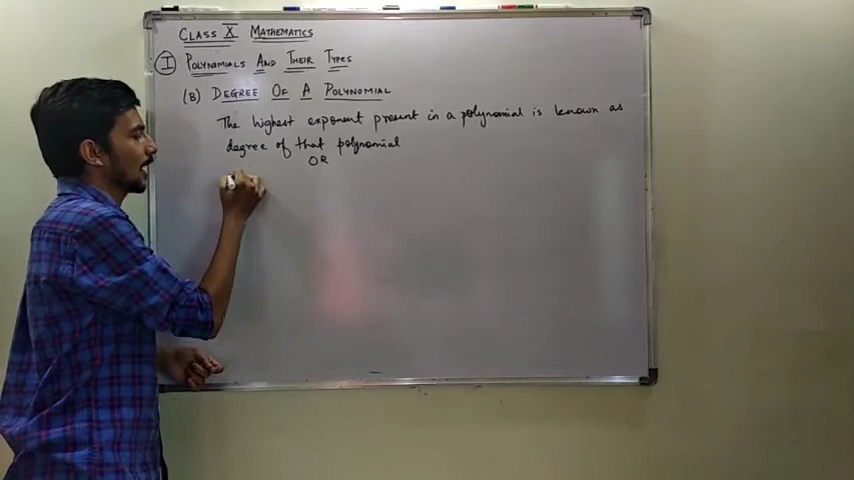 CLASS X MATHEMATICS
I POLYNOMIALS AND THEIR TYPES
(B) DEGREE OF A POLYNOMIAL
The highest exponent present in a polynomial is known as
degree of that polynomial
OR